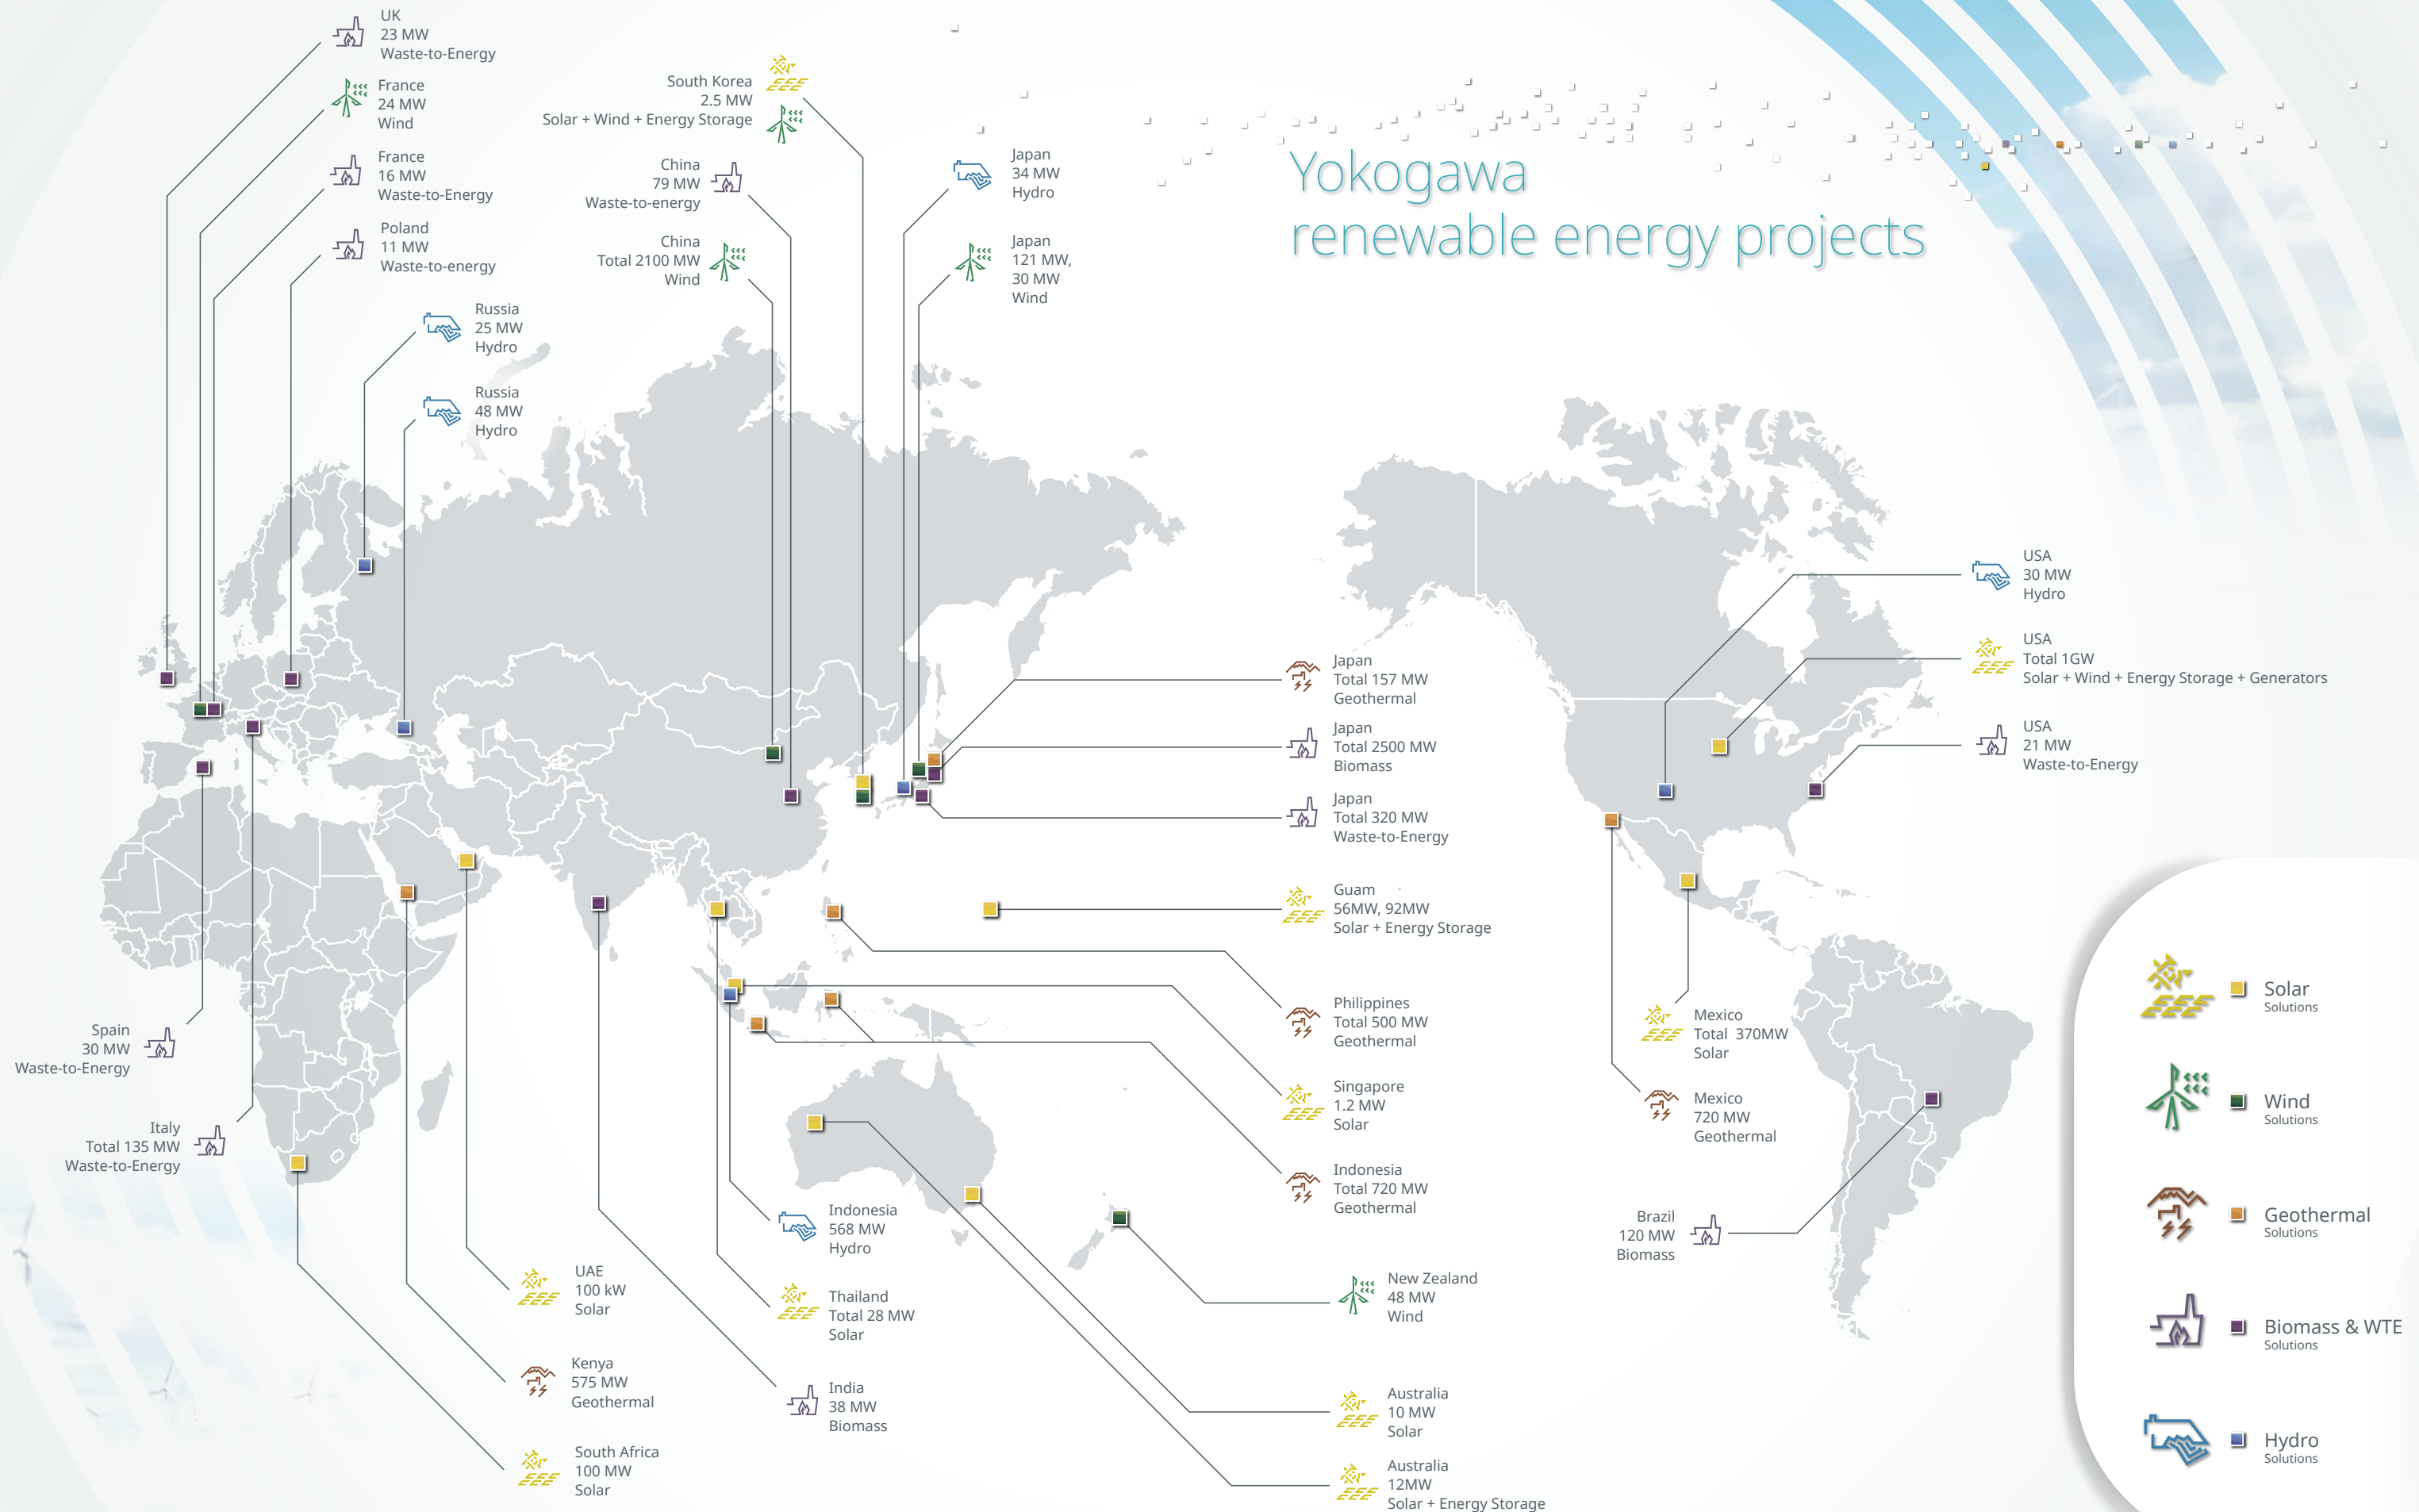 Yokogawa
renewable energy projects
UK
23 MW
Waste-to-Energy
France
24 MW
Wind
France
16 MW
Waste-to-Energy
Poland
11 MW
Waste-to-energy
Russia
25 MW
Hydro
Russia
48 MW
Hydro
South Korea
2.5 MW
Solar + Wind + Energy Storage
China
79 MW
Waste-to-energy
China
Total 2100 MW
Wind
Japan
34 MW
Hydro
Japan
121 MW,
30 MW
Wind
Japan
Total 157 MW
Geothermal
Japan
Total 2500 MW
Biomass
Japan
Total 320 MW
Waste-to-Energy
Guam
56MW, 92MW
Solar + Energy Storage
Philippines
Total 500 MW
Geothermal
Singapore
1.2 MW
Solar
Indonesia
Total 720 MW
Geothermal
USA
30 MW
Hydro
USA
Total 1GW
Solar + Wind + Energy Storage + Generators
USA
21 MW
Waste-to-Energy
Mexico
Total 370MW
Solar
Mexico
720 MW
Geothermal
Brazil
120 MW
Biomass
Spain
30 MW
Waste-to-Energy
Italy
Total 135 MW
Waste-to-Energy
UAE
100 kW
Solar
Kenya
575 MW
Geothermal
South Africa
100 MW
Solar
Indonesia
568 MW
Hydro
Thailand
Total 28 MW
Solar
India
38 MW
Biomass
New Zealand
48 MW
Wind
Australia
10 MW
Solar
Australia
12MW
Solar + Energy Storage
Solar
Solutions
Wind
Solutions
Geothermal
Solutions
Biomass & WTE
Solutions
Hydro
Solutions